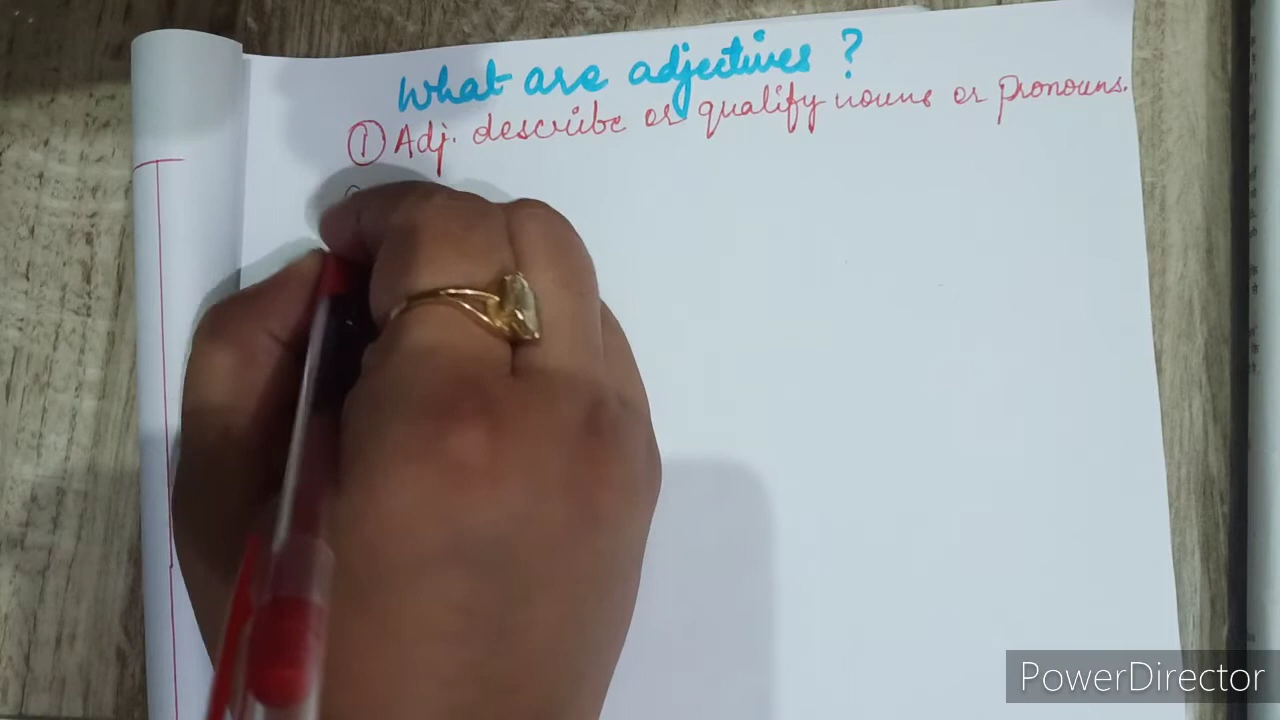 What are adjectives ?
① Adj. describe or qualify nouns or pronouns.
PowerDirector